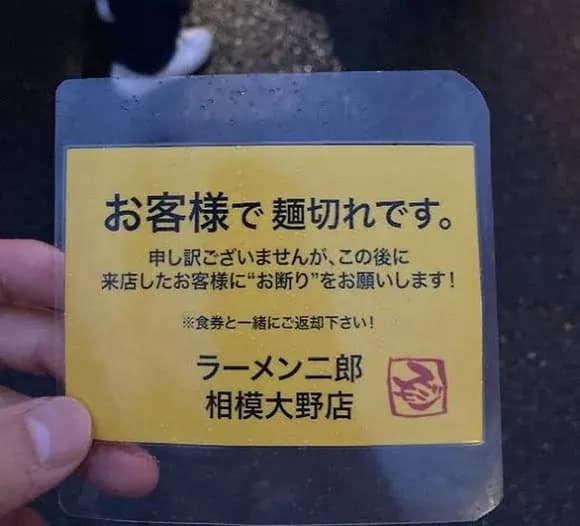 お客様で 麺切れです。
申し訳ございませんが、この後に
来店したお客様に“お断り”をお願いします!
※食券と一緒にご返却下さい!
ラーメン二郎
相模大野店